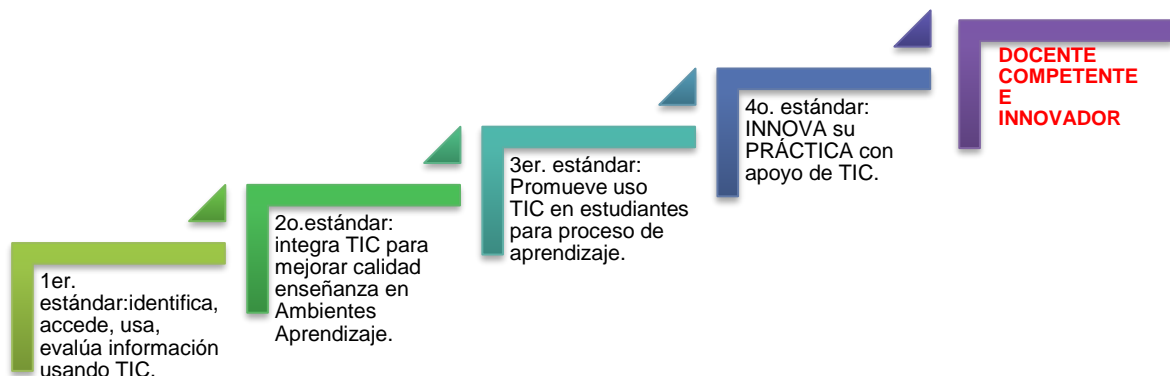 1er.
estándar:identifica,
accede, usa,
evalúa información
usando TIC.
2o.estándar:
integra TIC para
mejorar calidad
enseñanza en
Ambientes
Aprendizaje.
3er. estándar:
Promueve uso
TIC en estudiantes
para proceso de
aprendizaje.
4o. estándar:
INNOVA su
PRÁCTICA con
apoyo de TIC.
DOCENTE
COMPETENTE
E
INNOVADOR